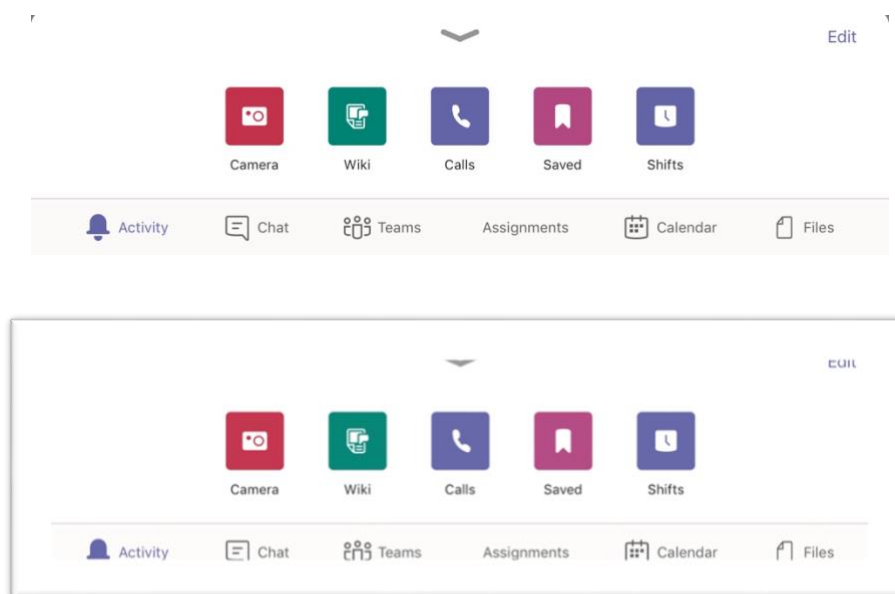 Edit
Camera Wiki Calls Saved Shifts
Activity Chat Teams Assignments Calendar Files
Edit
Camera Wiki Calls Saved Shifts
Activity Chat Teams Assignments Calendar Files